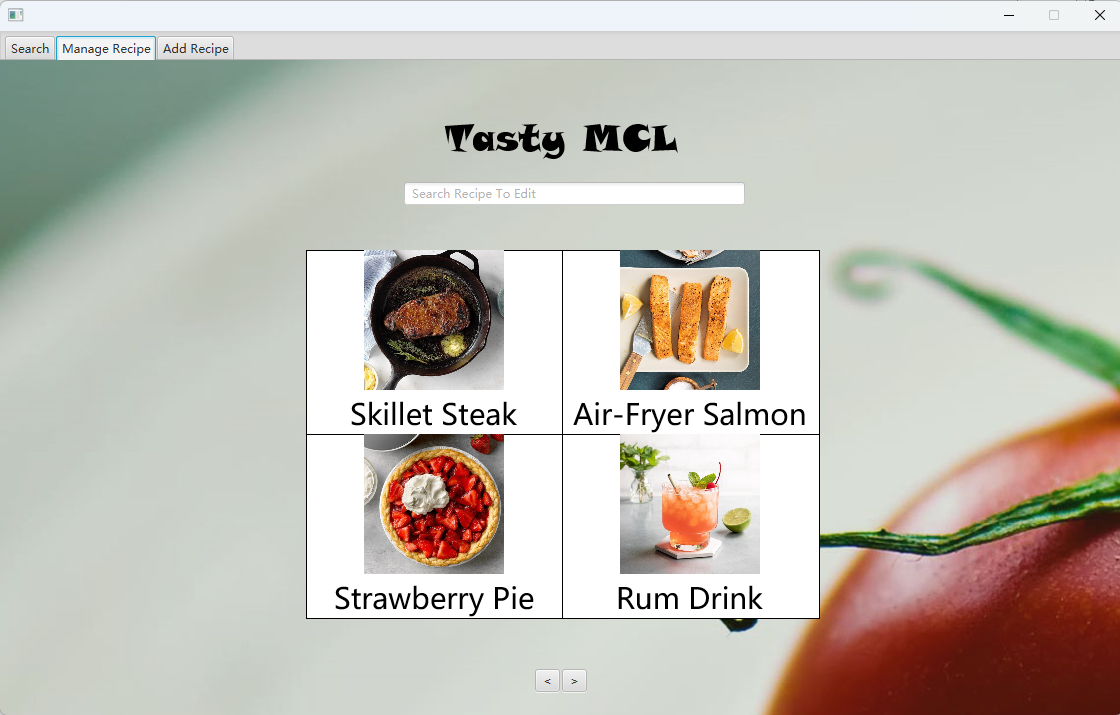 Search Manage Recipe Add Recipe
Tasty MCL
Search Recipe To Edit
Skillet Steak Air-Fryer Salmon
Strawberry Pie Rum Drink
< >